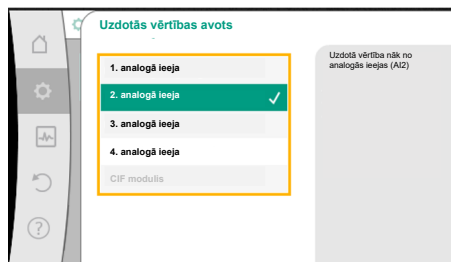 Uzdotās vērtības avots
1. analogā ieeja
2. analogā ieeja
3. analogā ieeja
4. analogā ieeja
CIF modulis
Uzdotā vērtība nāk no
analogās ieejas (AI2)